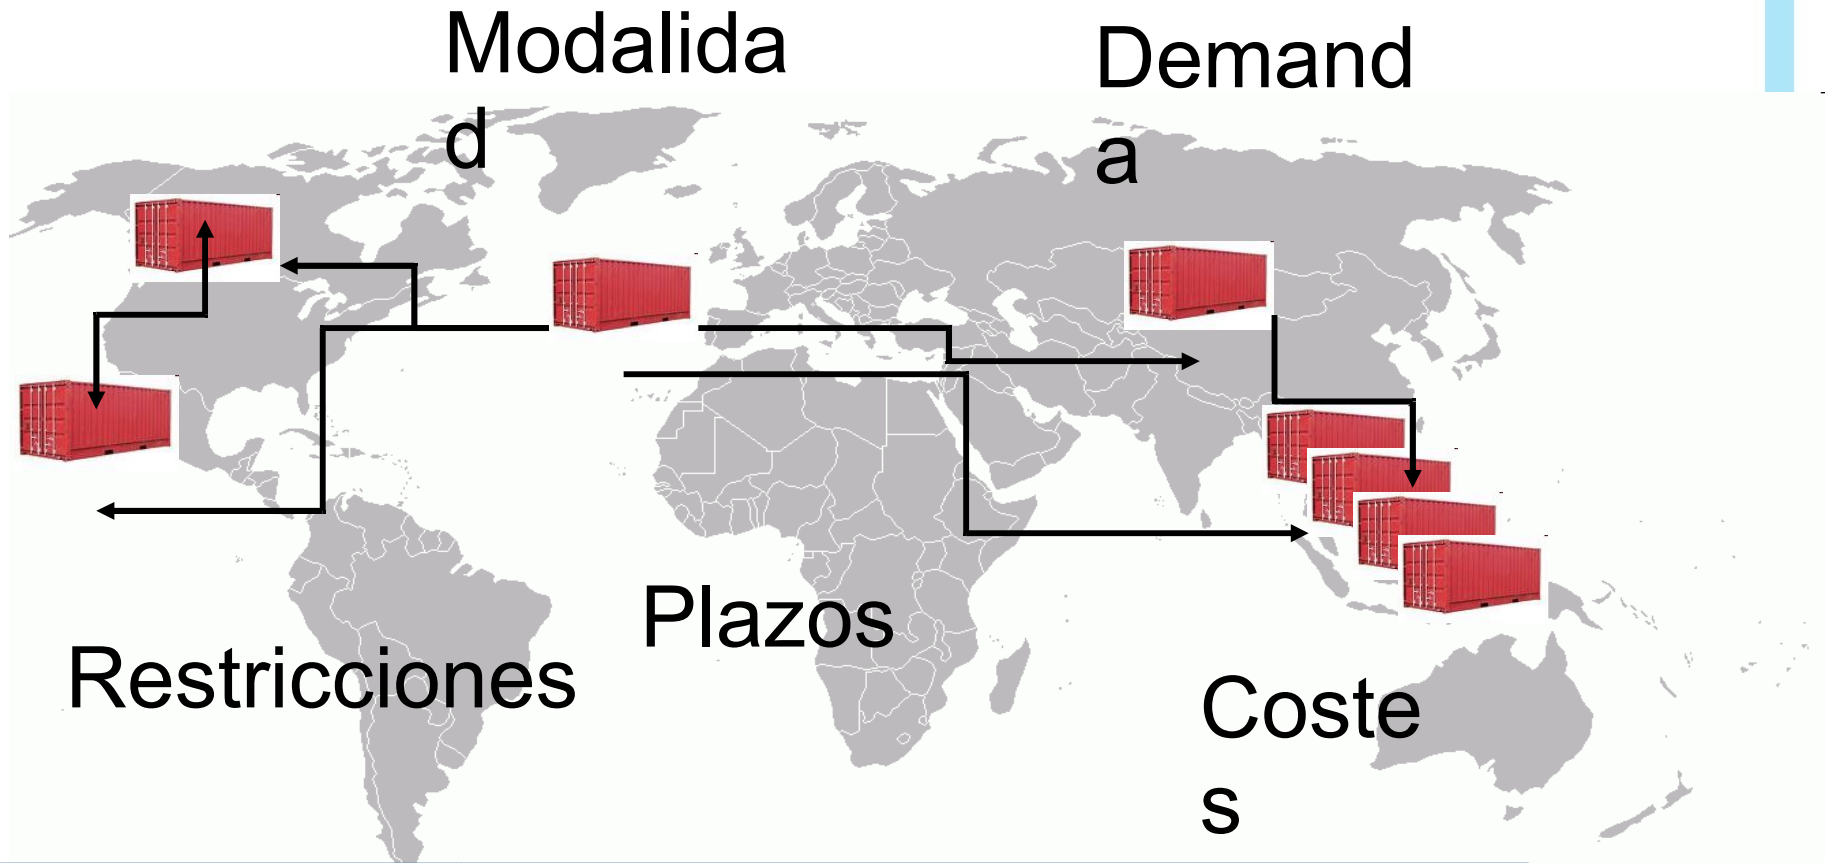 Modalida
d
Demand
a
Plazos
Restricciones
Coste
s